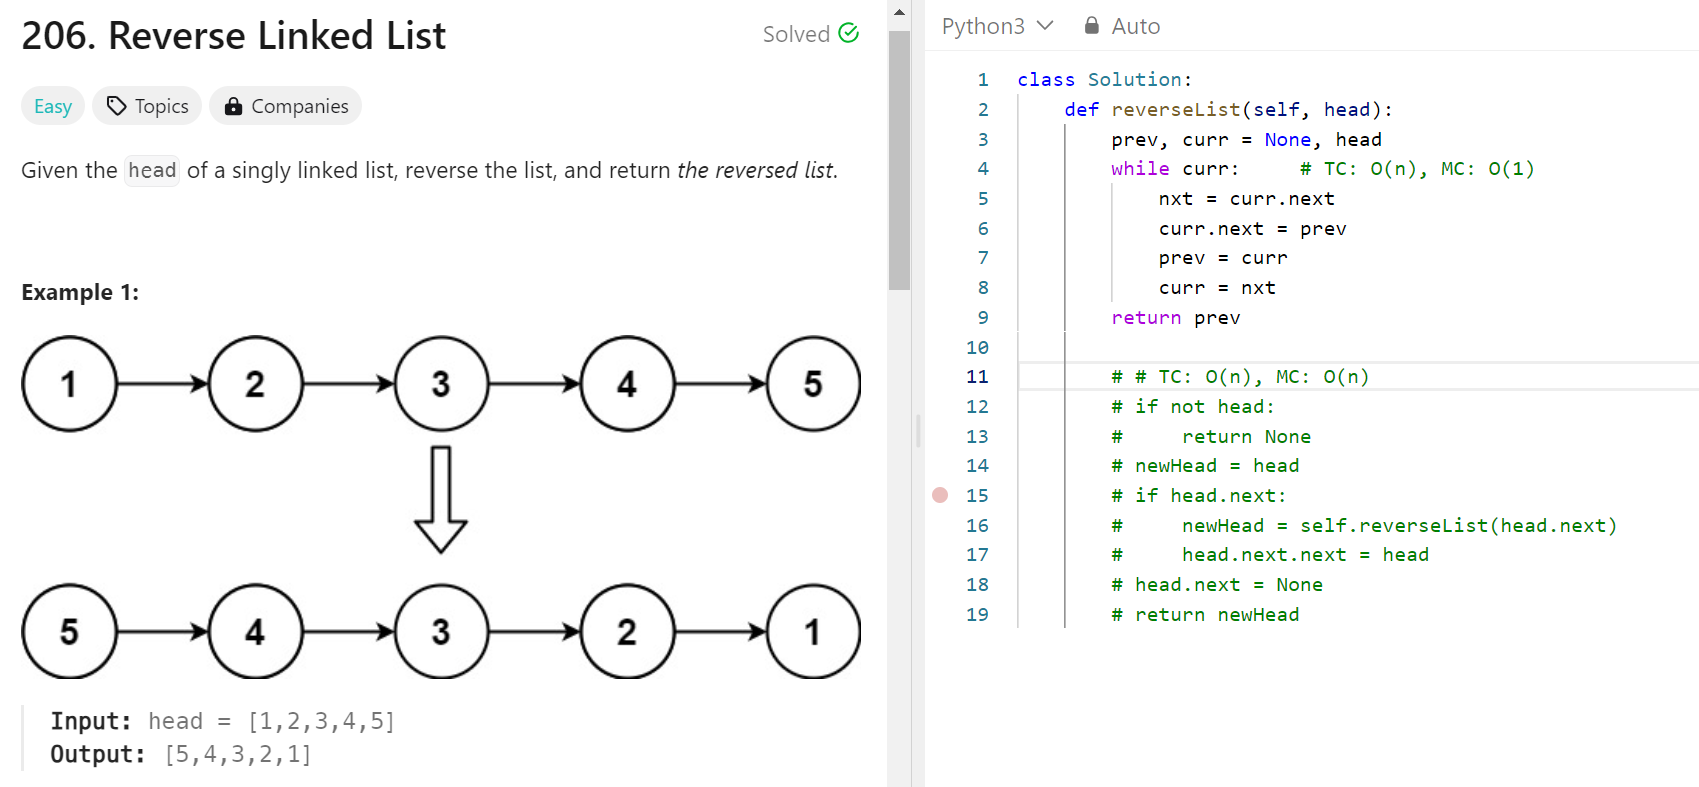 206. Reverse Linked List
Solved
Easy
Topics
Companies
Given the head of a singly linked list, reverse the list, and return the reversed list.
Example 1:
1 2 3 4 5
5 4 3 2 1
Input: head = [1,2,3,4,5]
Output: [5,4,3,2,1]
Python3
Auto
1 class Solution:
2     def reverseList(self, head):
3         prev, curr = None, head
4         while curr:     # TC: O(n), MC: O(1)
5             nxt = curr.next
6             curr.next = prev
7             prev = curr
8             curr = nxt
9         return prev
10
11         # # TC: O(n), MC: O(n)
12         # if not head:
13         #     return None
14         # newHead = head
15         # if head.next:
16         #     newHead = self.reverseList(head.next)
17         #     head.next.next = head
18         # head.next = None
19         # return newHead